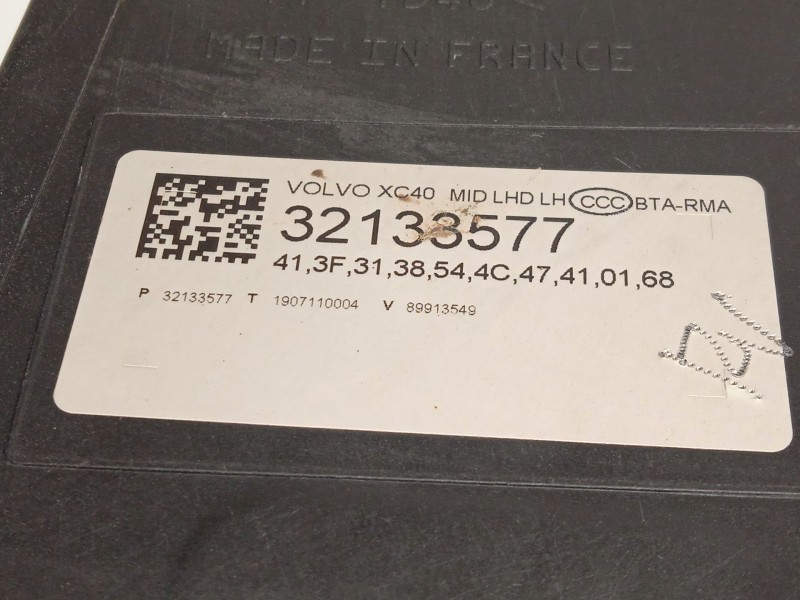 MADE IN FRANCE
VOLVO XC40 MID LHD LH CCC BTA-RMA
32133577
41,3F,31,38,54,4C,47,41,01,68
P 32133577 T 1907110004 V 89913549